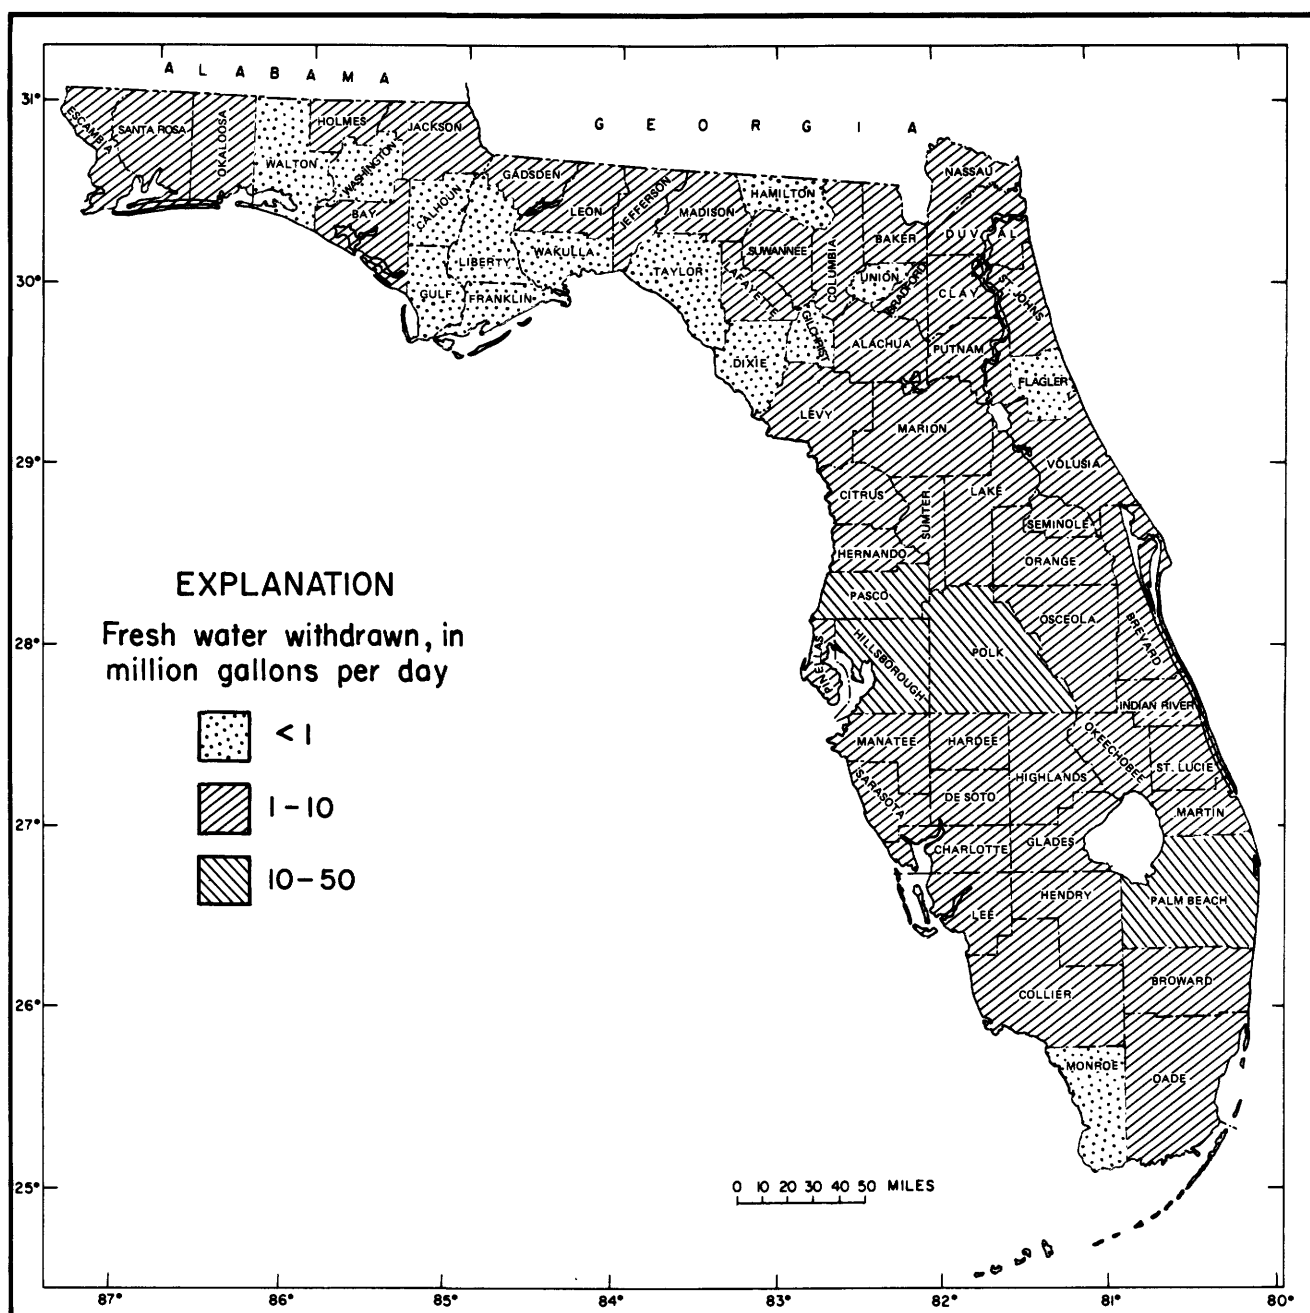 A L A B A M A
G E O R G I A
31°
30°
29°
28°
27°
26°
25°
ESCAMBIA
SANTA ROSA
OKALOOSA
WALTON
HOLMES
WASHINGTON
JACKSON
BAY
CALHOUN
GADSDEN
LIBERTY
GULF
FRANKLIN
LEON
WAKULLA
JEFFERSON
MADISON
TAYLOR
HAMILTON
SUWANNEE
LAFAYETTE
DIXIE
GILCHRIST
COLUMBIA
BAKER
UNION
BRADFORD
NASSAU
DUVAL
CLAY
ST. JOHNS
ALACHUA
PUTNAM
FLAGLER
LEVY
MARION
VOLUSIA
CITRUS
SUMTER
LAKE
SEMINOLE
HERNANDO
ORANGE
PASCO
OSCEOLA
BREVARD
PINELLAS
HILLSBOROUGH
POLK
INDIAN RIVER
MANATEE
HARDEE
OKEECHOBEE
HIGHLANDS
ST. LUCIE
SARASOTA
DE SOTO
MARTIN
CHARLOTTE
GLADES
LEE
HENDRY
PALM BEACH
COLLIER
BROWARD
MONROE
DADE
EXPLANATION
Fresh water withdrawn, in
million gallons per day
<1
1-10
10-50
0 10 20 30 40 50 MILES
87° 86° 85° 84° 83° 82° 81° 80°